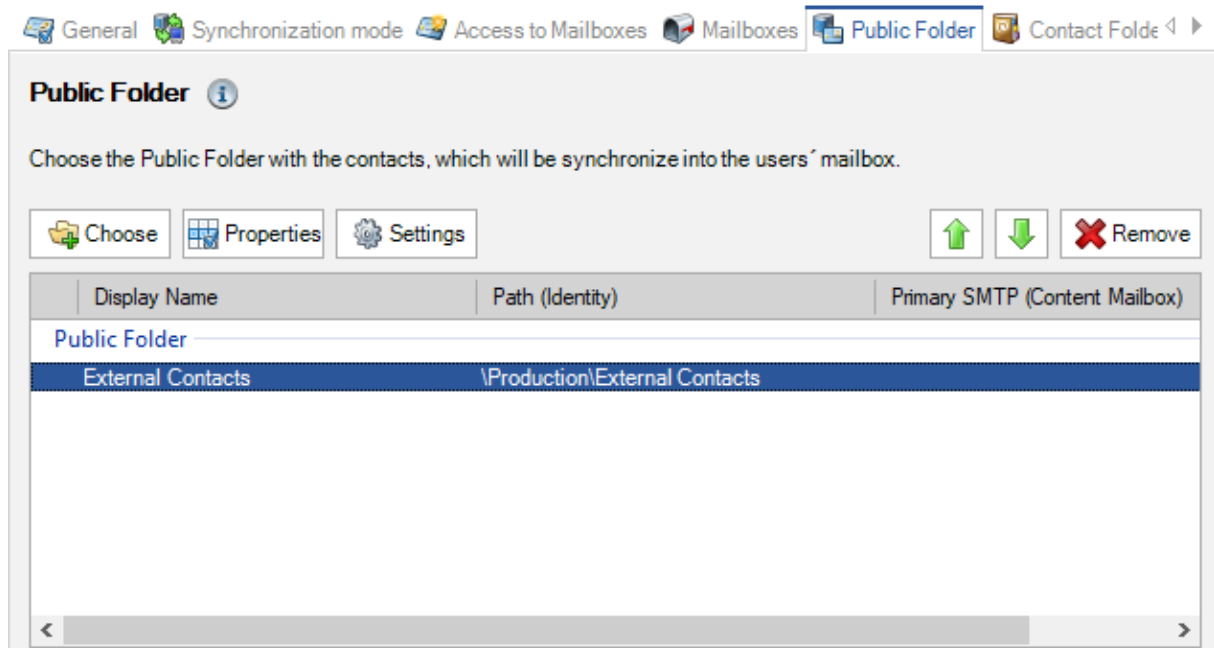 General Synchronization mode Access to Mailboxes Mailboxes Public Folder Contact Folde
Public Folder
Choose the Public Folder with the contacts, which will be synchronize into the users´ mailbox.
Choose Properties Settings Remove
Display Name Path (Identity) Primary SMTP (Content Mailbox)
Public Folder
External Contacts \Production\External Contacts